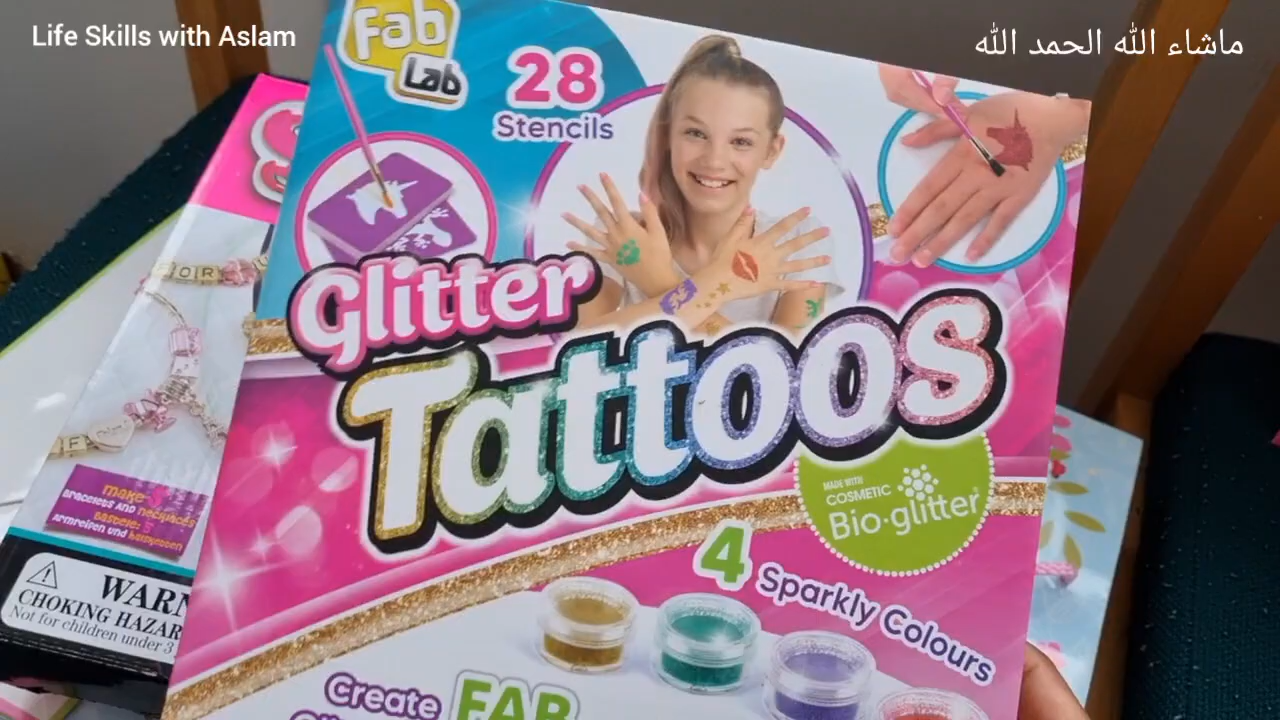 Life Skills with Aslam
ماشاء الله الحمد الله
Fab
Lab
28
Stencils
Glitter
Tattoos
MADE WITH
COSMETIC
Bio·glitter
4 Sparkly Colours
Create FAB
make
BRACELETS AND NECKLACES
WARN
CHOKING HAZAR
Not for children under 3